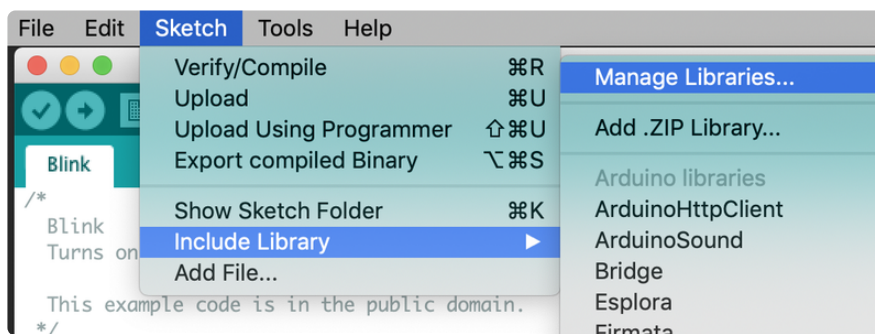 File Edit Sketch Tools Help
Verify/Compile ⌘R
Upload ⌘U
Upload Using Programmer ⇧⌘U
Export compiled Binary ⌥⌘S
Show Sketch Folder ⌘K
Include Library ▶
Add File...
Manage Libraries...
Add .ZIP Library...
Arduino libraries
ArduinoHttpClient
ArduinoSound
Bridge
Esplora
Firmata
Blink
/*
Blink
Turns on
This example code is in the public domain.
*/